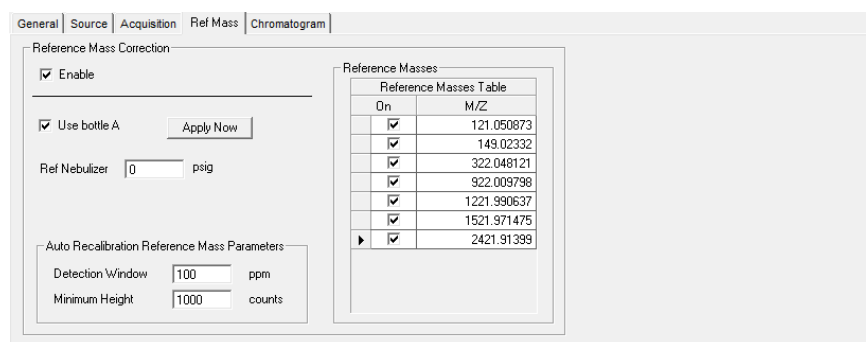 General Source Acquisition Ref Mass Chromatogram
Reference Mass Correction
Enable
Use bottle A Apply Now
Ref Nebulizer 0 psig
Auto Recalibration Reference Mass Parameters
Detection Window 100 ppm
Minimum Height 1000 counts
Reference Masses
Reference Masses Table
On M/Z
121.050873
149.02332
322.048121
922.009798
1221.990637
1521.971475
2421.91399